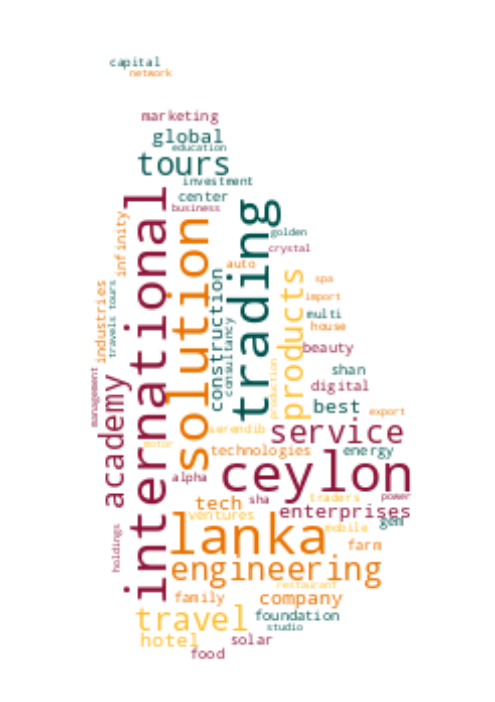 capital
network
marketing
global
education
tours
investment
center
business
international
solution
trading
infinity
golden
crystal
auto
construction
consultancy
products
spa
import
multi
house
industries
travels tours
beauty
shan
digital
management
academy
production
best
export
serendib
service
motor
technologies
energy
alpha
ceylon
tech
sha
traders
power
enterprises
ventures
gem
lanka
mobile
holdings
farm
engineering
restaurant
family
company
travel
foundation
studio
hotel
solar
food